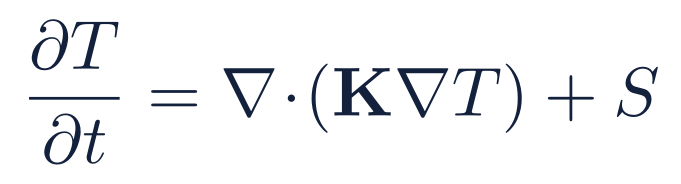 ∂T/∂t = ∇·(𝐊∇T) + S